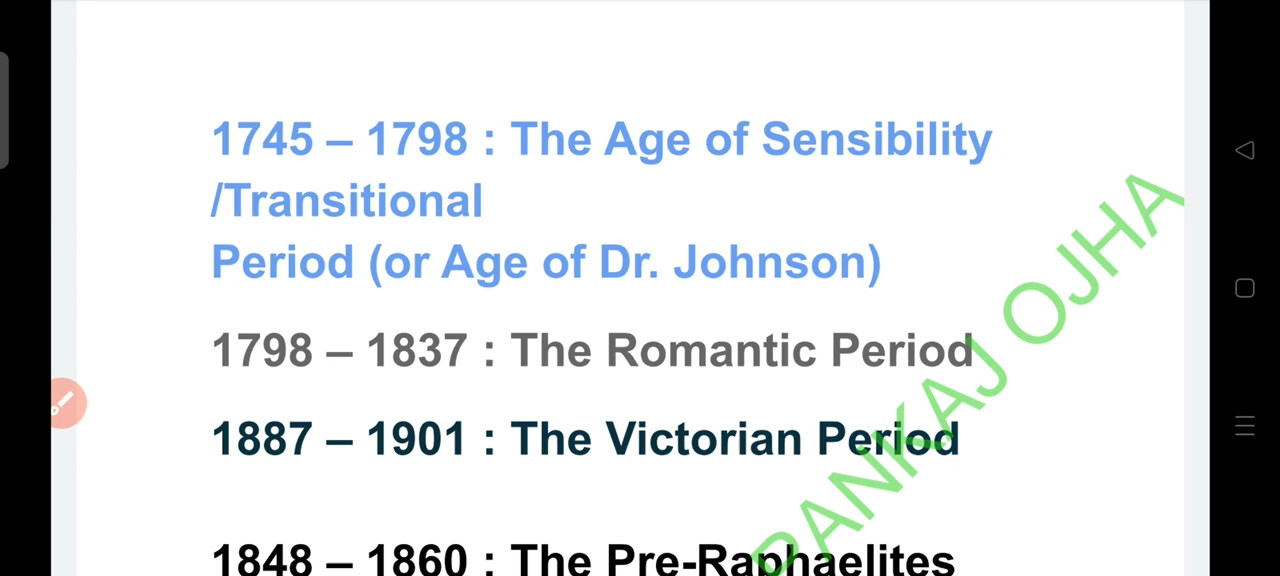 1745 – 1798 : The Age of Sensibility
/Transitional
Period (or Age of Dr. Johnson)
1798 – 1837 : The Romantic Period
1887 – 1901 : The Victorian Period
1848 – 1860 : The Pre-Raphaelites
PANKAJ OJHA